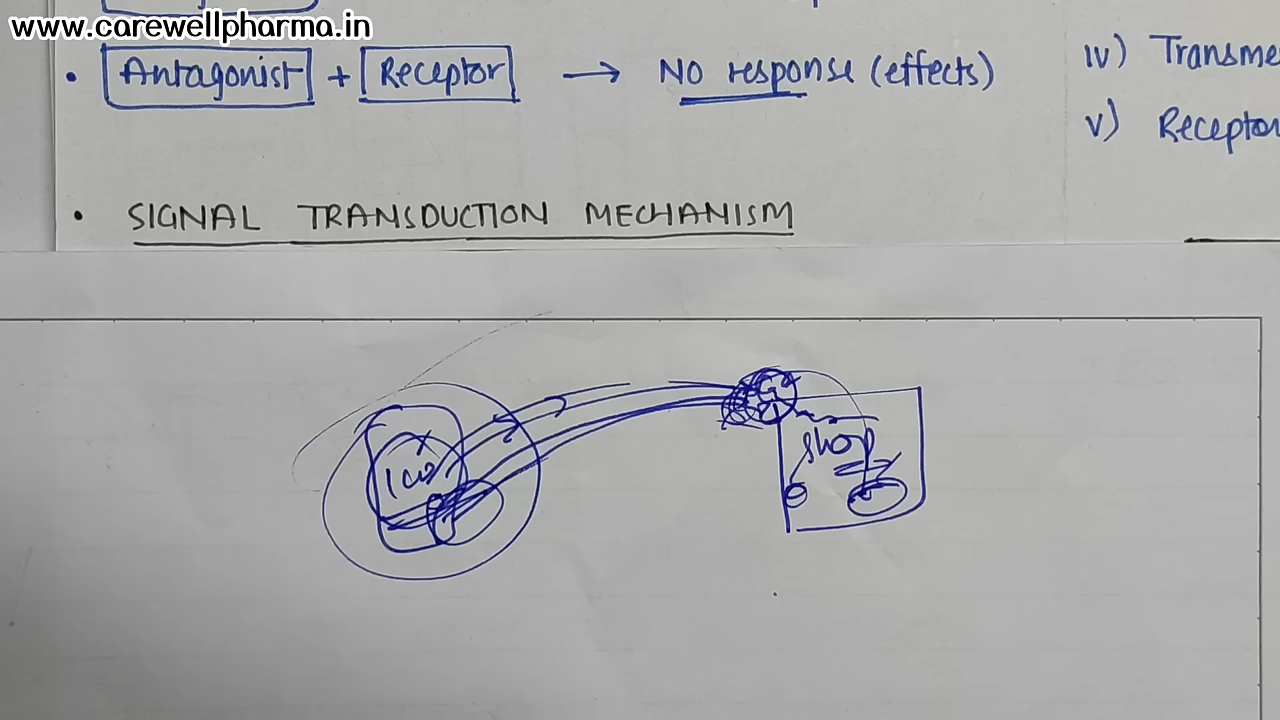 www.carewellpharma.in
• Antagonist + Receptor → NO response (effects)
iv) Transme
v) Receptor
• SIGNAL TRANSDUCTION MECHANISM
shop